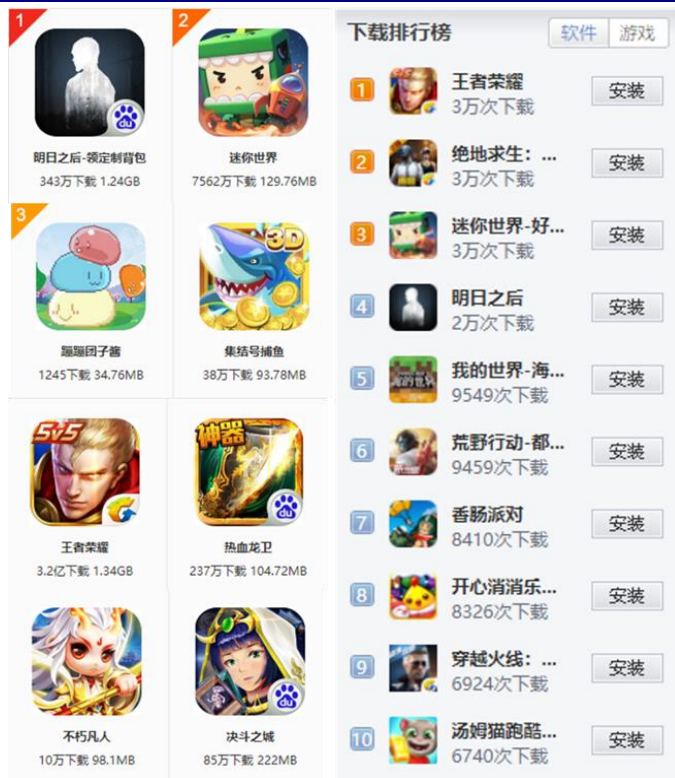 1
2
du
明日之后-领定制背包
343万下载 1.24GB
迷你世界
7562万下载 129.76MB
3
3D
蹦蹦团子酱
1245下载 34.76MB
集结号捕鱼
38万下载 93.78MB
5v5
神器
du
王者荣耀
3.2亿下载 1.34GB
热血龙卫
237万下载 104.72MB
du
不朽凡人
10万下载 98.1MB
决斗之城
85万下载 222MB
下载排行榜
软件
游戏
1
王者荣耀
3万次下载
安装
2
绝地求生：...
3万次下载
安装
3
迷你世界-好...
3万次下载
安装
4
明日之后
2万次下载
安装
5
我的世界-海...
9549次下载
安装
6
荒野行动-都...
9459次下载
安装
7
香肠派对
8410次下载
安装
8
开心消消乐...
8326次下载
安装
9
穿越火线：...
6924次下载
安装
10
汤姆猫跑酷...
6740次下载
安装